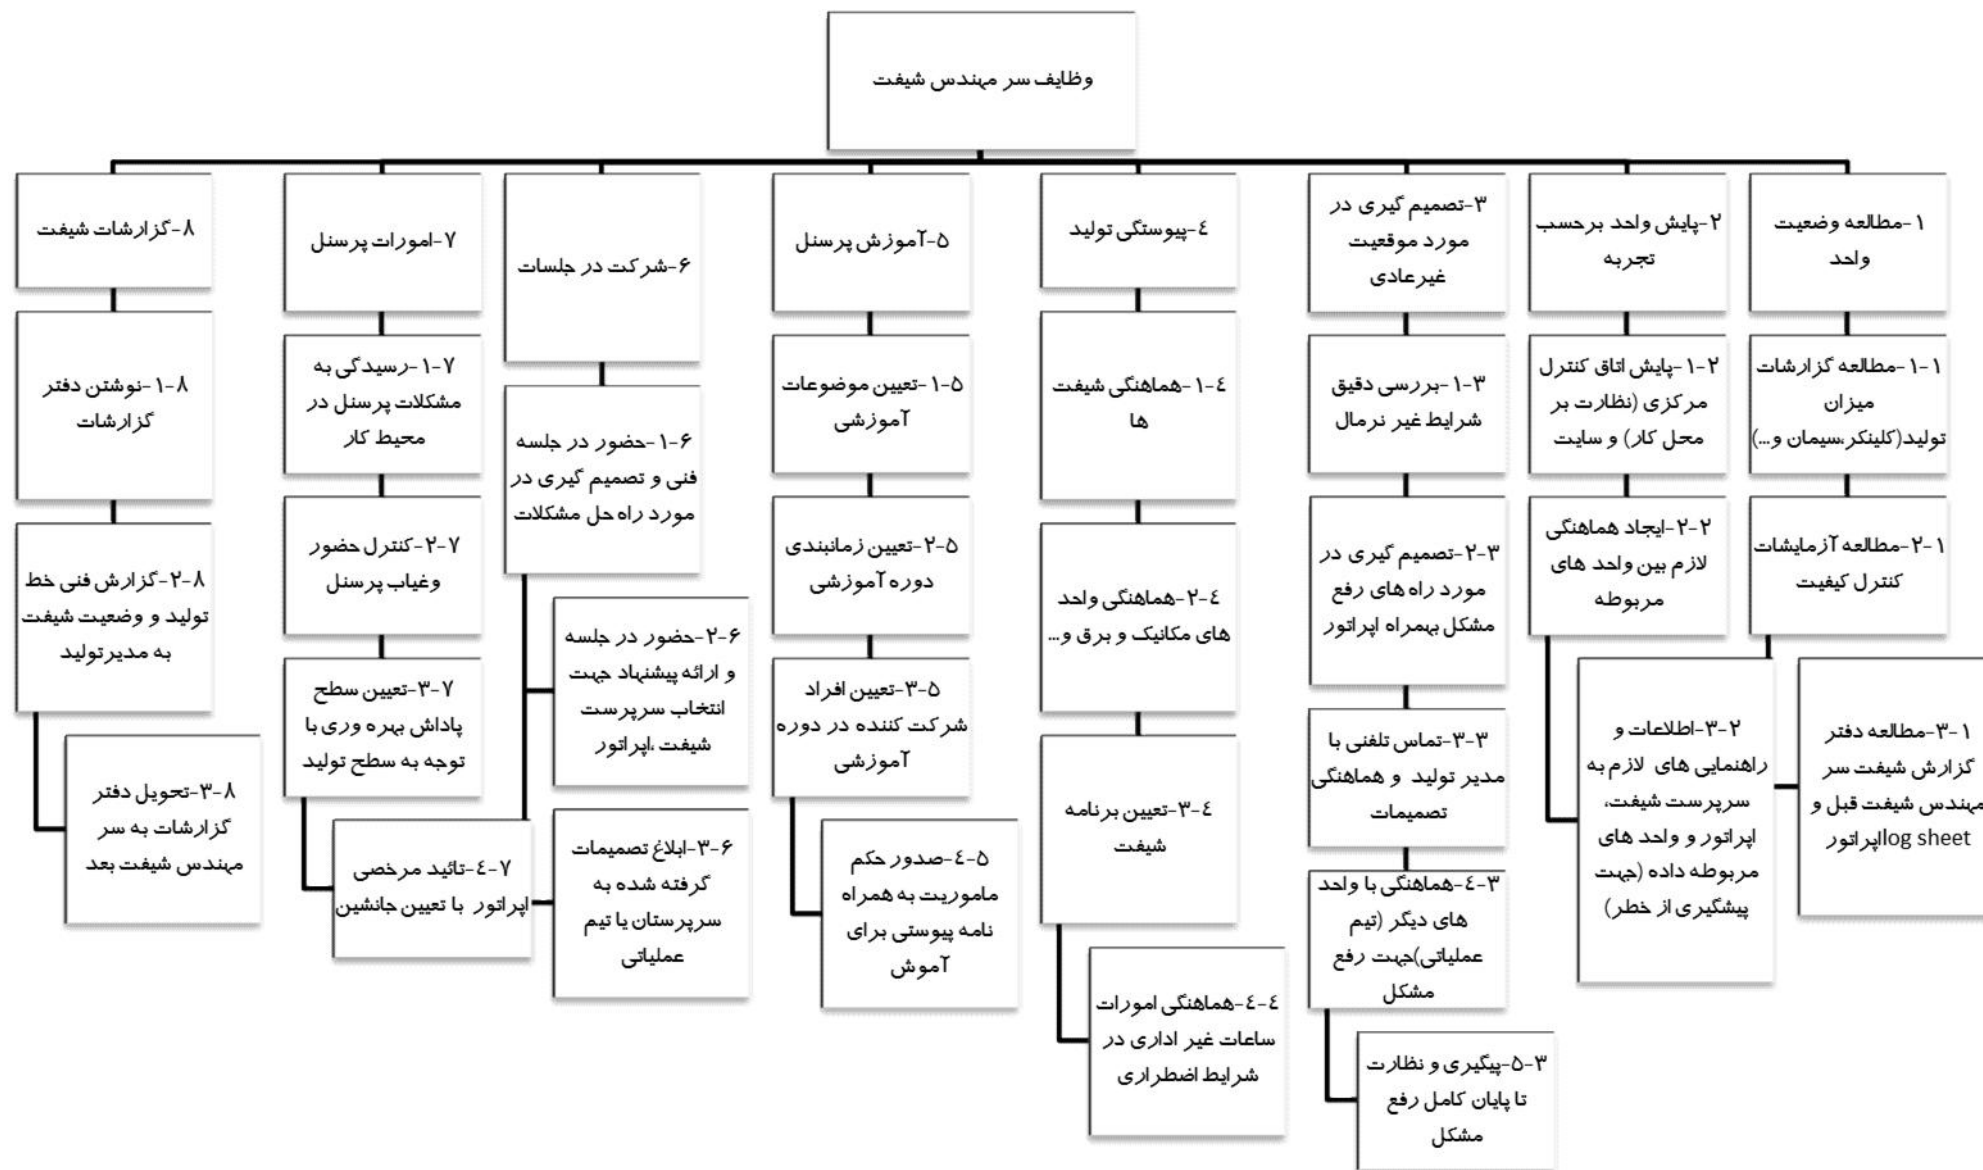 وظایف سر مهندس شیفت
۱-مطالعه وضعیت
واحد
۱-۱-مطالعه گزارشات
میزان
تولید(کلینکر،سیمان و...)
۲-۱-مطالعه آزمایشات
کنترل کیفیت
۳-۱-مطالعه دفتر
گزارش شیفت سر
مهندس شیفت قبل و
log sheetاپراتور
۲-پایش واحد برحسب
تجربه
۱-۲-پایش اتاق کنترل
مرکزی (نظارت بر
محل کار) و سایت
۲-۲-ایجاد هماهنگی
لازم بین واحد های
مربوطه
۳-۲-اطلاعات و
راهنمایی های لازم به
سرپرست شیفت،
اپراتور و واحد های
مربوطه داده (جهت
پیشگیری از خطر)
۳-تصمیم گیری در
مورد موقعیت
غیرعادی
۱-۳-بررسی دقیق
شرایط غیر نرمال
۲-۳-تصمیم گیری در
مورد راه های رفع
مشکل بهمراه اپراتور
۳-۳-تماس تلفنی با
مدیر تولید و هماهنگی
تصمیمات
۴-۳-هماهنگی با واحد
های دیگر (تیم
عملیاتی)جهت رفع
مشکل
۵-۳-پیگیری و نظارت
تا پایان کامل رفع
مشکل
۴-پیوستگی تولید
۱-۴-هماهنگی شیفت
ها
۲-۴-هماهنگی واحد
های مکانیک و برق و...
۳-۴-تعیین برنامه
شیفت
۴-۴-هماهنگی امورات
ساعات غیر اداری در
شرایط اضطراری
۵-آموزش پرسنل
۱-۵-تعیین موضوعات
آموزشی
۲-۵-تعیین زمانبندی
دوره آموزشی
۳-۵-تعیین افراد
شرکت کننده در دوره
آموزشی
۴-۵-صدور حکم
ماموریت به همراه
نامه پیوستی برای
آموش
۶-شرکت در جلسات
۱-۶-حضور در جلسه
فنی و تصمیم گیری در
مورد راه حل مشکلات
۲-۶-حضور در جلسه
و ارائه پیشنهاد جهت
انتخاب سرپرست
شیفت ،اپراتور
۳-۶-ابلاغ تصمیمات
گرفته شده به
سرپرستان یا تیم
عملیاتی
۷-امورات پرسنل
۱-۷-رسیدگی به
مشکلات پرسنل در
محیط کار
۲-۷-کنترل حضور
وغیاب پرسنل
۳-۷-تعیین سطح
پاداش بهره وری با
توجه به سطح تولید
۴-۷-تائید مرخصی
اپراتور با تعیین جانشین
۸-گزارشات شیفت
۱-۸-نوشتن دفتر
گزارشات
۲-۸-گزارش فنی خط
تولید و وضعیت شیفت
به مدیرتولید
۳-۸-تحویل دفتر
گزارشات به سر
مهندس شیفت بعد